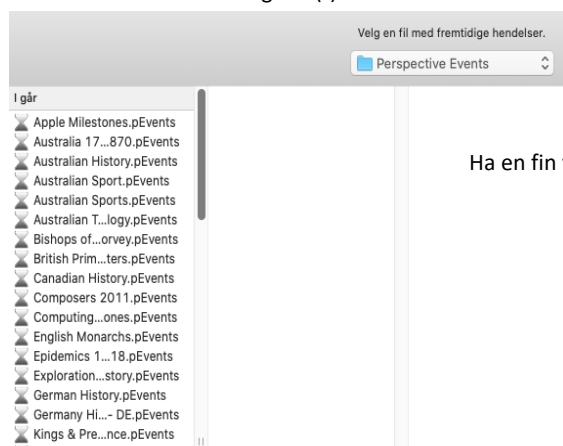 Velg en fil med fremtidige hendelser.
Perspective Events
I går
Apple Milestones.pEvents
Australia 17...870.pEvents
Australian History.pEvents
Australian Sport.pEvents
Australian Sports.pEvents
Australian T...logy.pEvents
Bishops of...orvey.pEvents
British Prim...ters.pEvents
Canadian History.pEvents
Composers 2011.pEvents
Computing...ones.pEvents
English Monarchs.pEvents
Epidemics 1...18.pEvents
Exploration...story.pEvents
German History.pEvents
Germany Hi...- DE.pEvents
Kings & Pre...nce.pEvents
Ha en fin